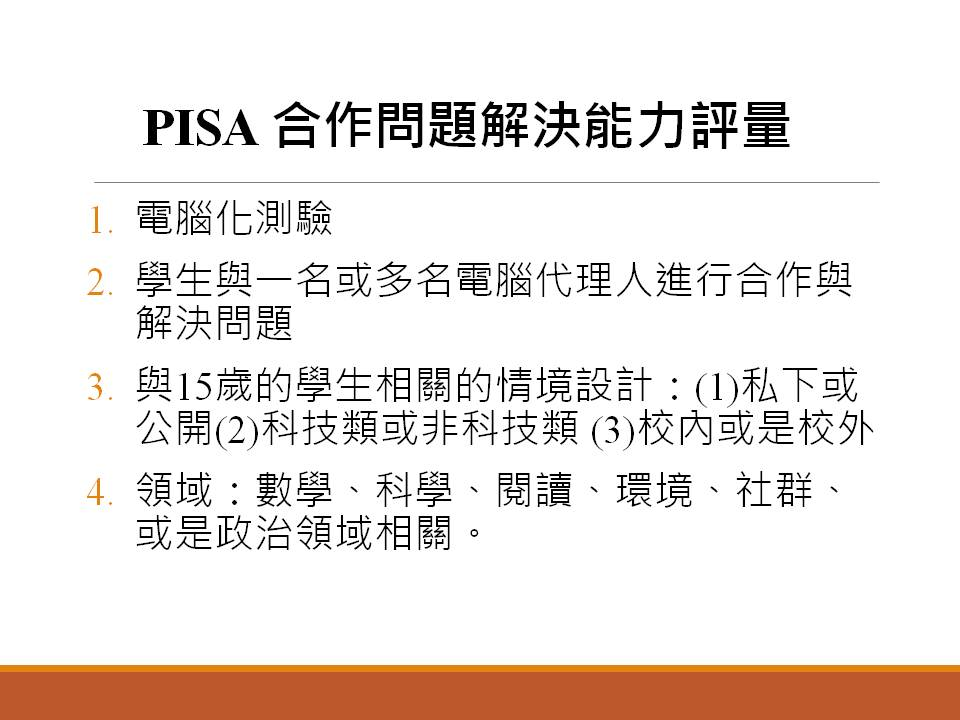 PISA 合作問題解決能力評量
1. 電腦化測驗
2. 學生與一名或多名電腦代理人進行合作與
解決問題
3. 與15歲的學生相關的情境設計：(1)私下或
公開(2)科技類或非科技類 (3)校內或是校外
4. 領域：數學、科學、閱讀、環境、社群、
或是政治領域相關。